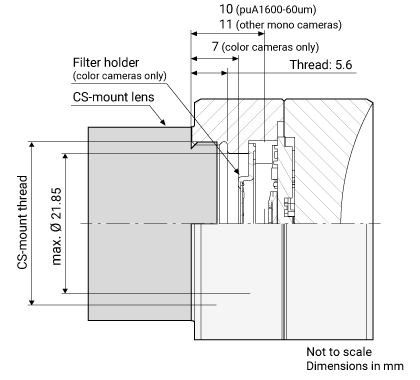 10 (puA1600-60um)
11 (other mono cameras)
7 (color cameras only)
Thread: 5.6
Filter holder
(color cameras only)
CS-mount lens
CS-mount thread
max. Ø 21.85
Not to scale
Dimensions in mm